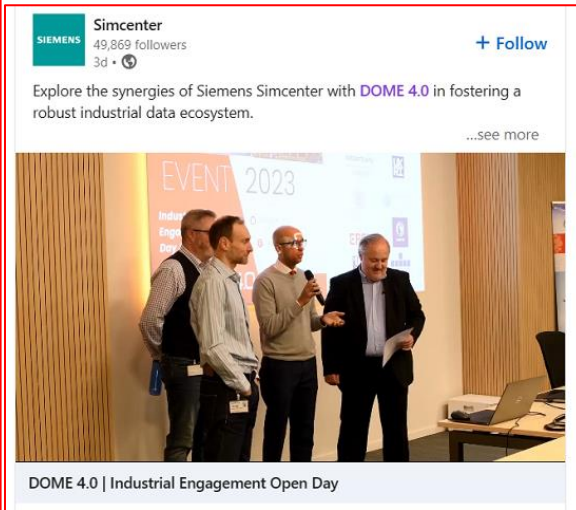 SIEMENS
Simcenter
49,869 followers
3d •
+ Follow
Explore the synergies of Siemens Simcenter with DOME 4.0 in fostering a
robust industrial data ecosystem.
...see more
EVENT 2023
DOME 4.0 | Industrial Engagement Open Day